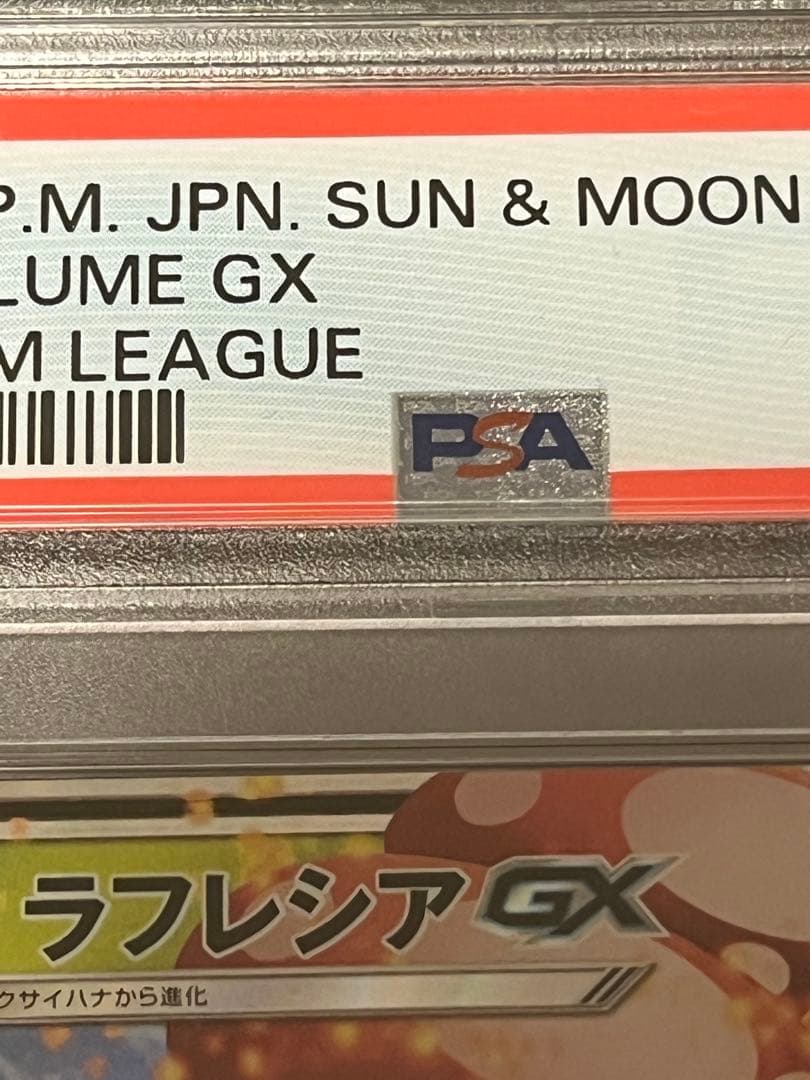 P.M. JPN. SUN & MOON
LUME GX
M LEAGUE
PSA
ラフレシアGX
クサイハナから進化